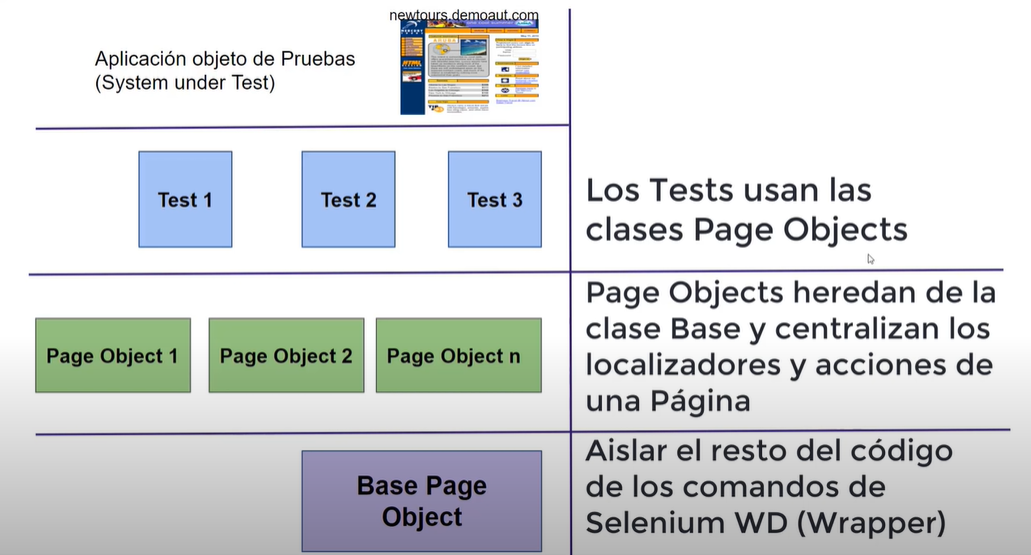 newtours.demoaut.com
Aplicación objeto de Pruebas
(System under Test)
Test 1
Test 2
Test 3
Los Tests usan las
clases Page Objects
Page Object 1
Page Object 2
Page Object n
Page Objects heredan de la
clase Base y centralizan los
localizadores y acciones de
una Página
Base Page
Object
Aislar el resto del código
de los comandos de
Selenium WD (Wrapper)